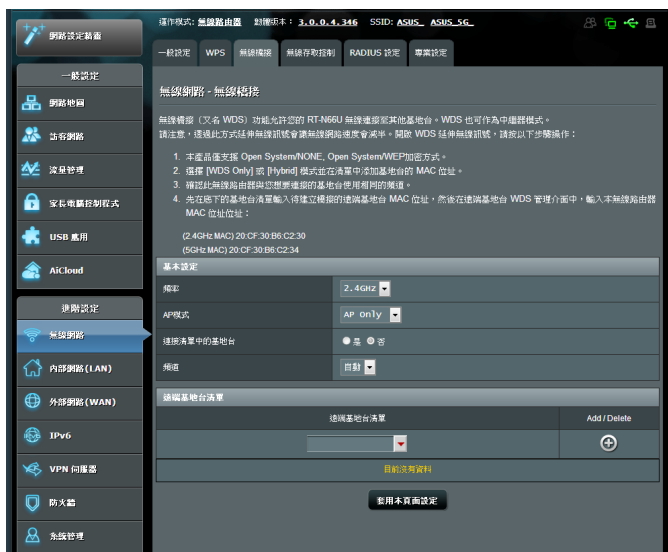 網路設定精靈
運作模式: 無線路由器 韌體版本: 3.0.0.4.346 SSID: ASUS_ ASUS_5G_
一般設定 WPS 無線橋接 無線存取控制 RADIUS 設定 專業設定
一般設定
網路地圖
訪客網路
流量管理
家長電腦控制程式
USB 應用
AiCloud
進階設定
無線網路
內部網路(LAN)
外部網路(WAN)
IPv6
VPN 伺服器
防火牆
系統管理
無線網路 - 無線橋接
無線橋接（又名 WDS）功能允許您的 RT-N66U 無線連接至其他基地台。WDS 也可作為中繼器模式。
請注意，透過此方式延伸無線訊號會讓無線網路速度會減半。開啟 WDS 延伸無線訊號，請按以下步驟操作：
1. 本產品僅支援 Open System/NONE, Open System/WEP加密方式。
2. 選擇 [WDS Only] 或 [Hybrid] 模式並在清單中添加基地台的 MAC 位址。
3. 確認此無線路由器與您想要連接的基地台使用相同的頻道。
4. 先在底下的基地台清單輸入待建立橋接的遠端基地台 MAC 位址，然後在遠端基地台 WDS 管理介面中，輸入本無線路由器
MAC 位址位址：
(2.4GHz MAC) 20:CF:30:B6:C2:30
(5GHz MAC) 20:CF:30:B6:C2:34
基本設定
頻率 2.4GHz
AP模式 AP Only
連接清單中的基地台 是 否
頻道 自動
遠端基地台清單
遠端基地台清單 Add / Delete
目前沒有資料
套用本頁面設定